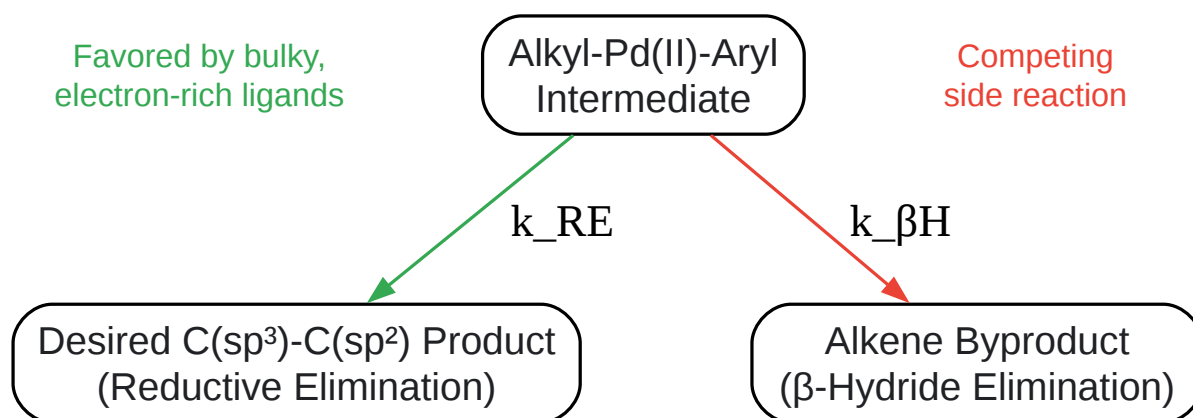 Favored by bulky,
electron-rich ligands
Alkyl-Pd(II)-Aryl
Intermediate
Competing
side reaction
k_RE
k_βH
Desired C(sp³)-C(sp²) Product
(Reductive Elimination)
Alkene Byproduct
(β-Hydride Elimination)